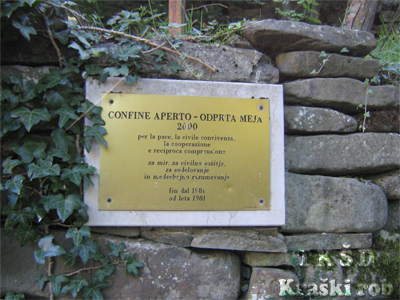 CONFINE APERTO - ODPRTA MEJA
2000
per la pace, la civile convivenza,
la cooperazione
e reciproca comprensione
za mir, za civilno sožitje,
za sodelovanje
in medsebojno razumevanje
fin dal 1981
od leta 1981
TKŠD
Kraški rob